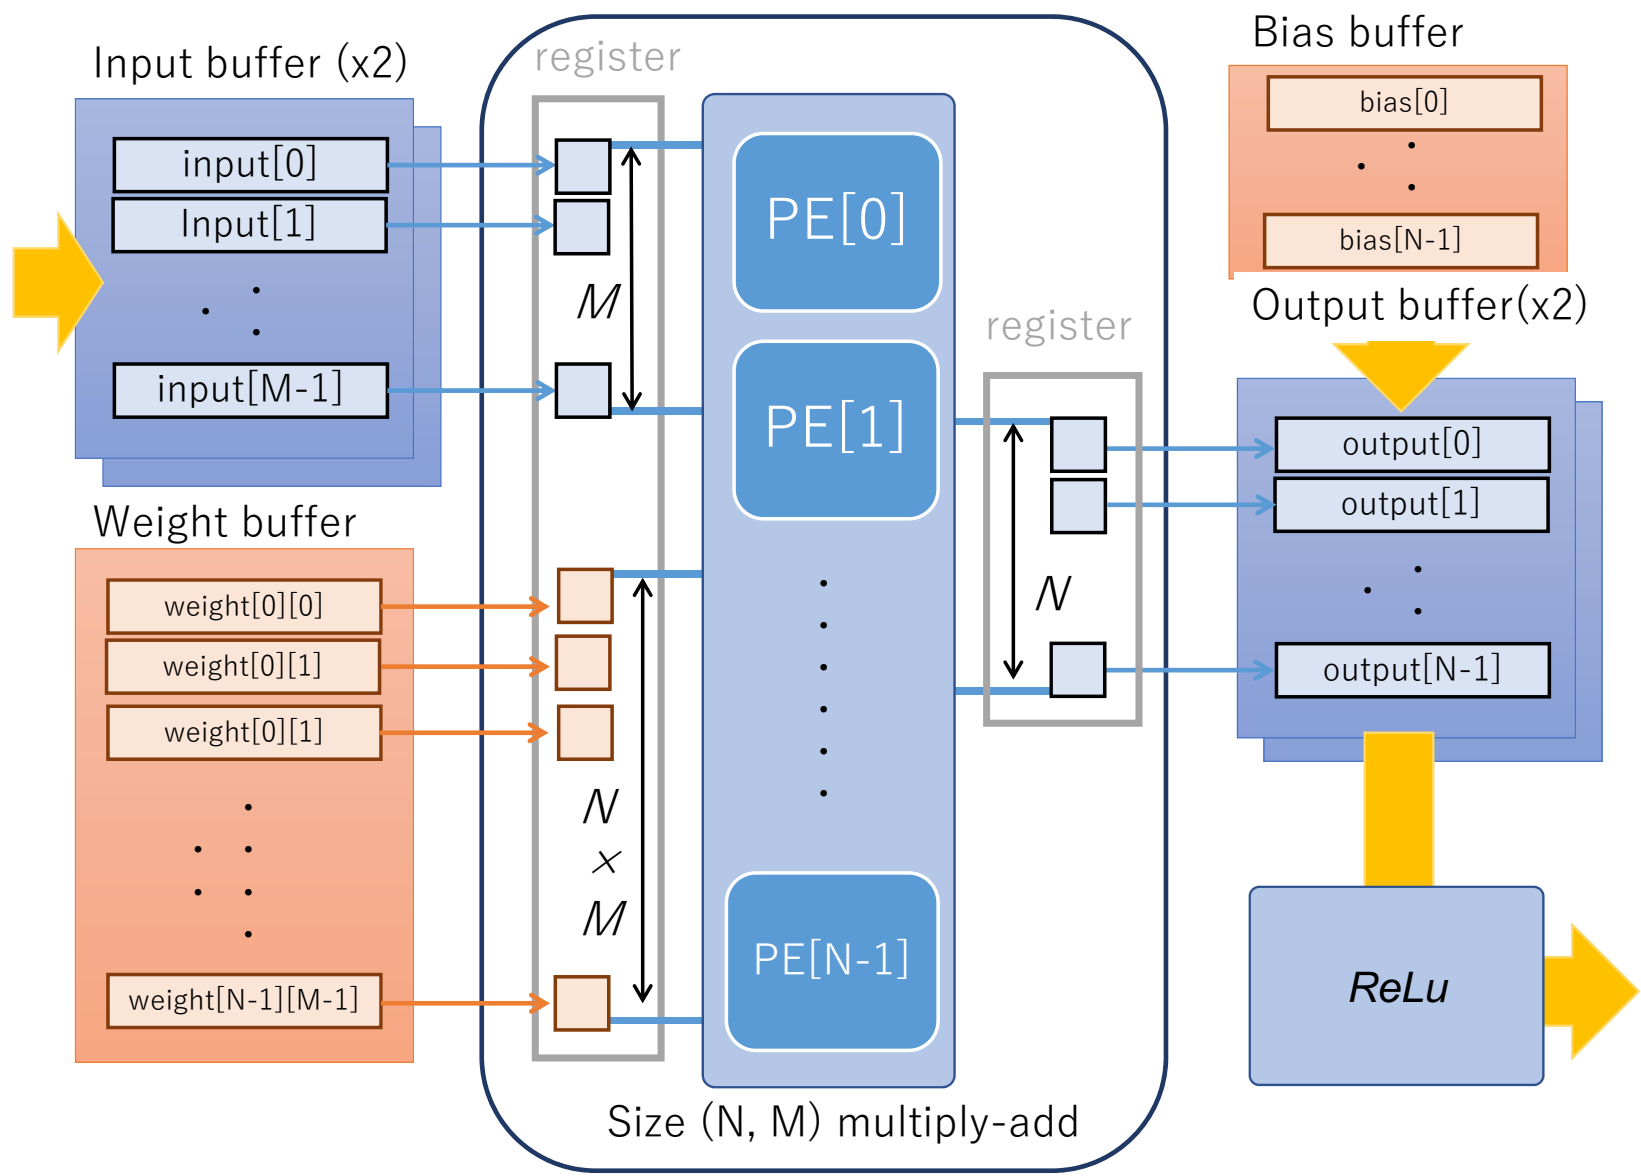 Input buffer (x2)
input[0]
Input[1]
input[M-1]
Weight buffer
weight[0][0]
weight[0][1]
weight[0][1]
weight[N-1][M-1]
register
M
N
×
M
PE[0]
PE[1]
PE[N-1]
Size (N, M) multiply-add
register
N
Bias buffer
bias[0]
bias[N-1]
Output buffer(x2)
output[0]
output[1]
output[N-1]
ReLu